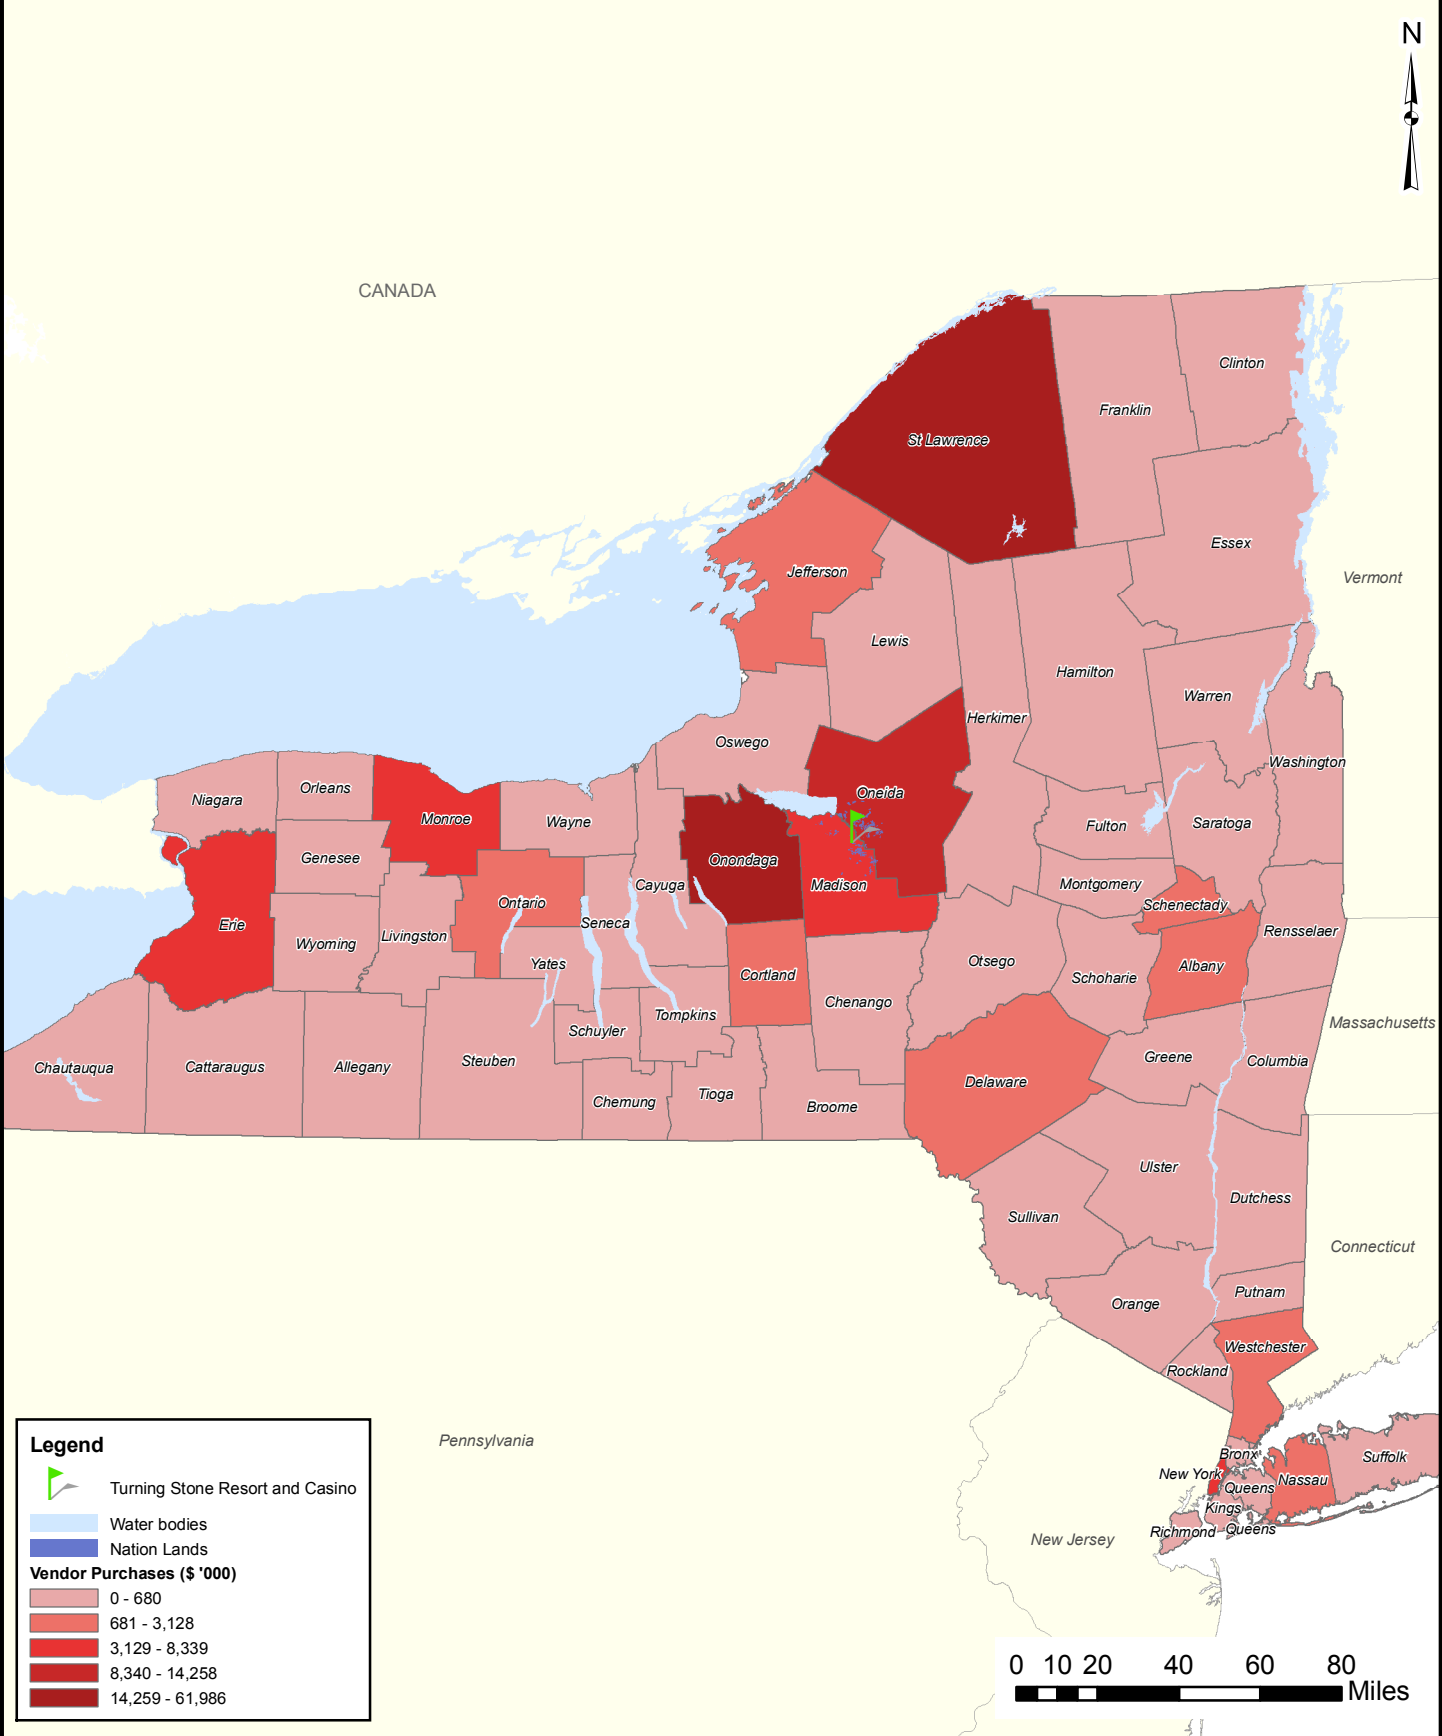 N
CANADA
Clinton
Franklin
St Lawrence
Essex
Jefferson
Vermont
Lewis
Hamilton
Warren
Herkimer
Oswego
Washington
Oneida
Orleans
Niagara
Monroe
Wayne
Fulton
Saratoga
Genesee
Onondaga
Madison
Cayuga
Montgomery
Ontario
Schenectady
Erie
Seneca
Rensselaer
Livingston
Wyoming
Otsego
Yates
Albany
Cortland
Schoharie
Chenango
Tompkins
Massachusetts
Schuyler
Greene
Steuben
Columbia
Chautauqua
Cattaraugus
Allegany
Delaware
Tioga
Chemung
Broome
Ulster
Dutchess
Sullivan
Connecticut
Putnam
Orange
Westchester
Rockland
Pennsylvania
Bronx
Suffolk
New York
Nassau
Queens
Kings
Richmond
Queens
New Jersey
Legend
Turning Stone Resort and Casino
Water bodies
Nation Lands
Vendor Purchases ($ '000)
0 - 680
681 - 3,128
3,129 - 8,339
8,340 - 14,258
14,259 - 61,986
0 10 20 40 60 80
Miles